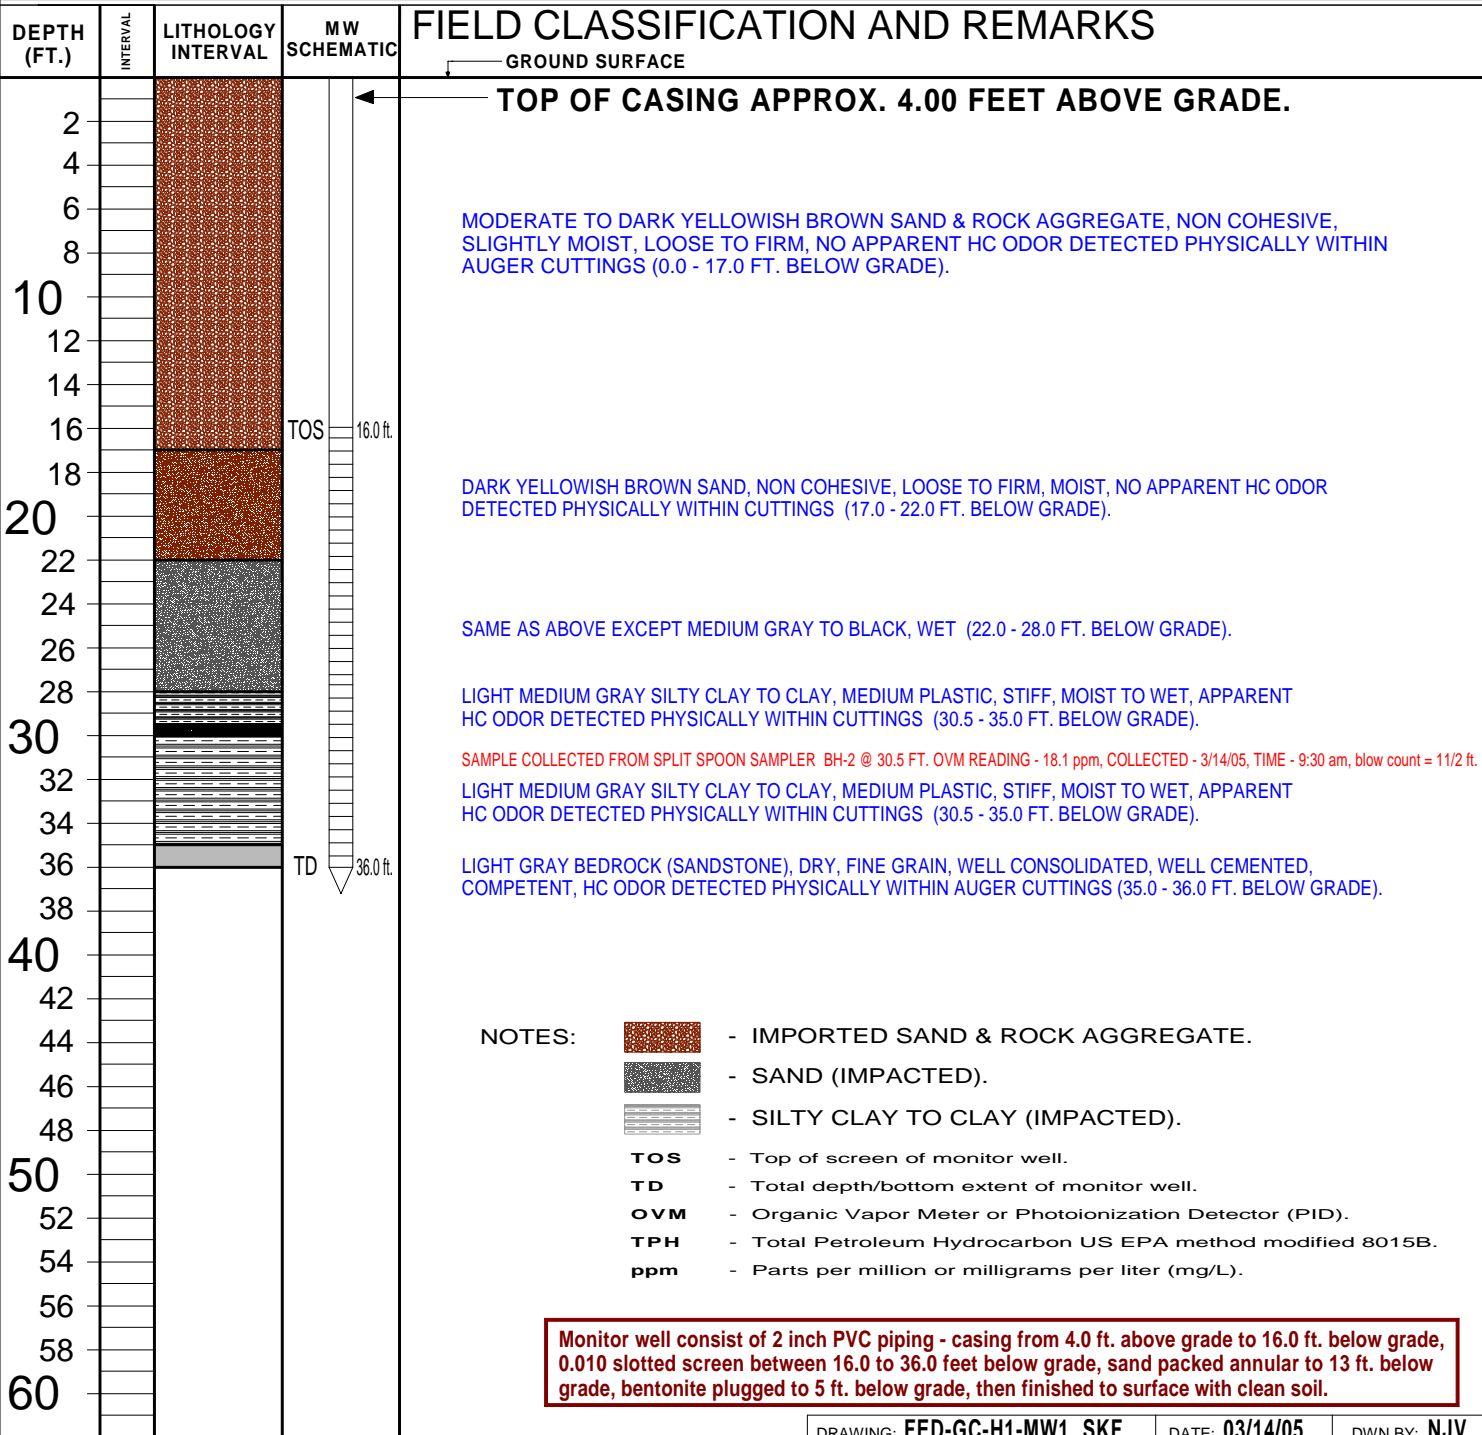 DEPTH (FT.)
INTERVAL
LITHOLOGY INTERVAL
MW SCHEMATIC
FIELD CLASSIFICATION AND REMARKS
GROUND SURFACE
TOP OF CASING APPROX. 4.00 FEET ABOVE GRADE.
2
4
6
MODERATE TO DARK YELLOWISH BROWN SAND & ROCK AGGREGATE, NON COHESIVE,
SLIGHTLY MOIST, LOOSE TO FIRM, NO APPARENT HC ODOR DETECTED PHYSICALLY WITHIN
8
AUGER CUTTINGS (0.0 - 17.0 FT. BELOW GRADE).
10
12
14
16
TOS 16.0 ft.
18
DARK YELLOWISH BROWN SAND, NON COHESIVE, LOOSE TO FIRM, MOIST, NO APPARENT HC ODOR
DETECTED PHYSICALLY WITHIN CUTTINGS (17.0 - 22.0 FT. BELOW GRADE).
20
22
24
SAME AS ABOVE EXCEPT MEDIUM GRAY TO BLACK, WET (22.0 - 28.0 FT. BELOW GRADE).
26
28
LIGHT MEDIUM GRAY SILTY CLAY TO CLAY, MEDIUM PLASTIC, STIFF, MOIST TO WET, APPARENT
HC ODOR DETECTED PHYSICALLY WITHIN CUTTINGS (30.5 - 35.0 FT. BELOW GRADE).
30
SAMPLE COLLECTED FROM SPLIT SPOON SAMPLER BH-2 @ 30.5 FT. OVM READING - 18.1 ppm, COLLECTED - 3/14/05, TIME - 9:30 am, blow count = 11/2 ft.
32
LIGHT MEDIUM GRAY SILTY CLAY TO CLAY, MEDIUM PLASTIC, STIFF, MOIST TO WET, APPARENT
HC ODOR DETECTED PHYSICALLY WITHIN CUTTINGS (30.5 - 35.0 FT. BELOW GRADE).
34
36
TD 36.0 ft.
LIGHT GRAY BEDROCK (SANDSTONE), DRY, FINE GRAIN, WELL CONSOLIDATED, WELL CEMENTED,
COMPETENT, HC ODOR DETECTED PHYSICALLY WITHIN AUGER CUTTINGS (35.0 - 36.0 FT. BELOW GRADE).
38
40
42
44
46
48
50
52
54
56
58
60
NOTES:
- IMPORTED SAND & ROCK AGGREGATE.
- SAND (IMPACTED).
- SILTY CLAY TO CLAY (IMPACTED).
TOS - Top of screen of monitor well.
TD - Total depth/bottom extent of monitor well.
OVM - Organic Vapor Meter or Photoionization Detector (PID).
TPH - Total Petroleum Hydrocarbon US EPA method modified 8015B.
ppm - Parts per million or milligrams per liter (mg/L).
Monitor well consist of 2 inch PVC piping - casing from 4.0 ft. above grade to 16.0 ft. below grade,
0.010 slotted screen between 16.0 to 36.0 feet below grade, sand packed annular to 13 ft. below
grade, bentonite plugged to 5 ft. below grade, then finished to surface with clean soil.
DRAWING: FED-GC-H1-MW1. SKF DATE: 03/14/05 DWN BY: NJV